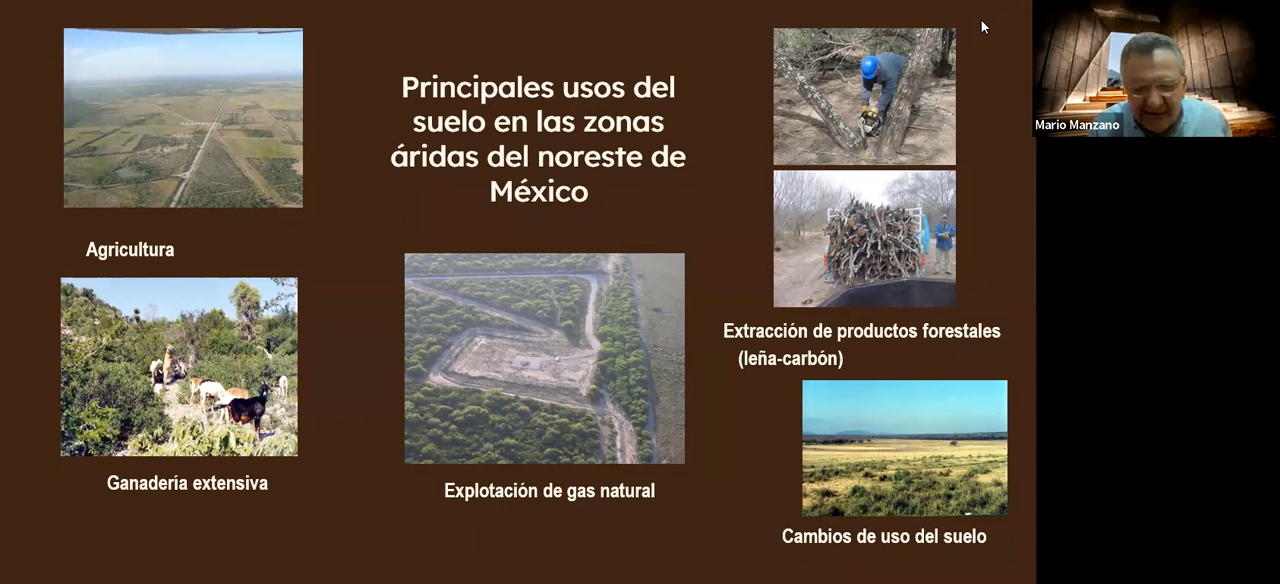 Principales usos del
suelo en las zonas
áridas del noreste de
México
Agricultura
Ganadería extensiva
Explotación de gas natural
Extracción de productos forestales
(leña-carbón)
Cambios de uso del suelo
Mario Manzano